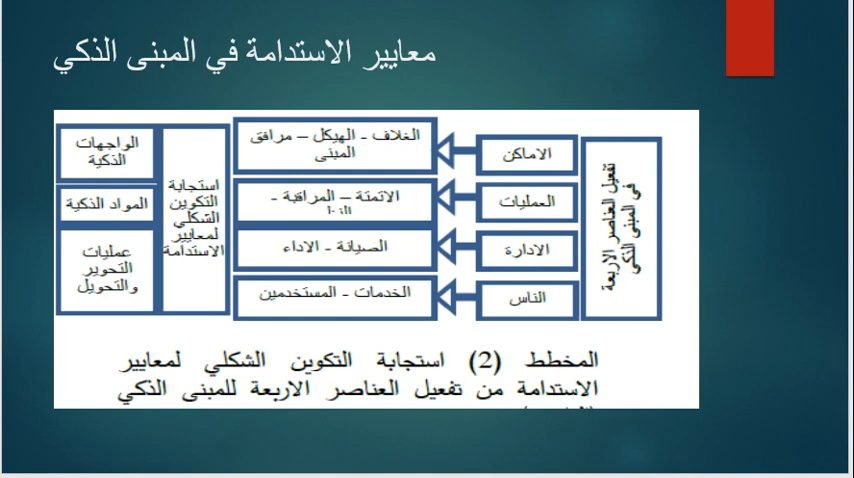 معايير الاستدامة في المبنى الذكي
تفعيل العناصر الاربعة
في المبنى الذكي
الاماكن
الغلاف - الهيكل – مرافق
المبنى
العمليات
الاتمتة – المراقبة -
الادارة
الصيانة - الاداء
الناس
الخدمات - المستخدمين
استجابة
التكوين
الشكلي
لمعايير
الاستدامة
الواجهات
الذكية
المواد الذكية
عمليات
التحوير
والتحويل
المخطط (2) استجابة التكوين الشكلي لمعايير
الاستدامة من تفعيل العناصر الاربعة للمبنى الذكي